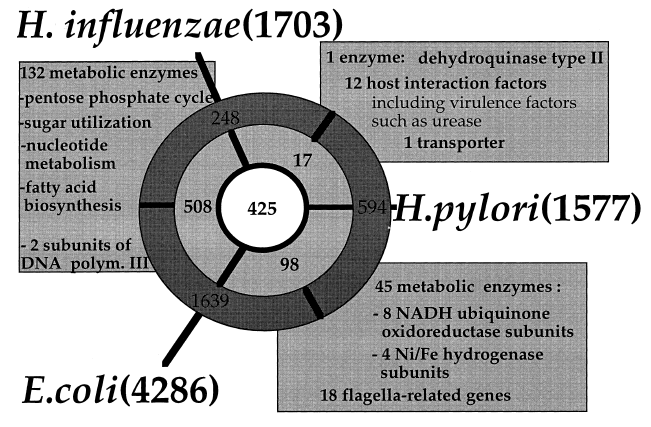 H. influenzae(1703)
132 metabolic enzymes
-pentose phosphate cycle
-sugar utilization
-nucleotide
metabolism
-fatty acid
biosynthesis
- 2 subunits of
DNA polym. III
1 enzyme: dehydroquinase type II
12 host interaction factors
including virulence factors
such as urease
1 transporter
248
17
508
425
594
98
1639
H.pylori(1577)
45 metabolic enzymes :
- 8 NADH ubiquinone
oxidoreductase subunits
- 4 Ni/Fe hydrogenase
subunits
18 flagella-related genes
E.coli(4286)